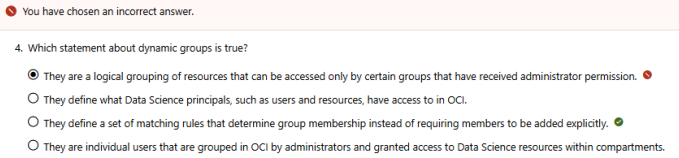 You have chosen an incorrect answer.
4. Which statement about dynamic groups is true?
They are a logical grouping of resources that can be accessed only by certain groups that have received administrator permission.
They define what Data Science principals, such as users and resources, have access to in OCI.
They define a set of matching rules that determine group membership instead of requiring members to be added explicitly.
They are individual users that are grouped in OCI by administrators and granted access to Data Science resources within compartments.